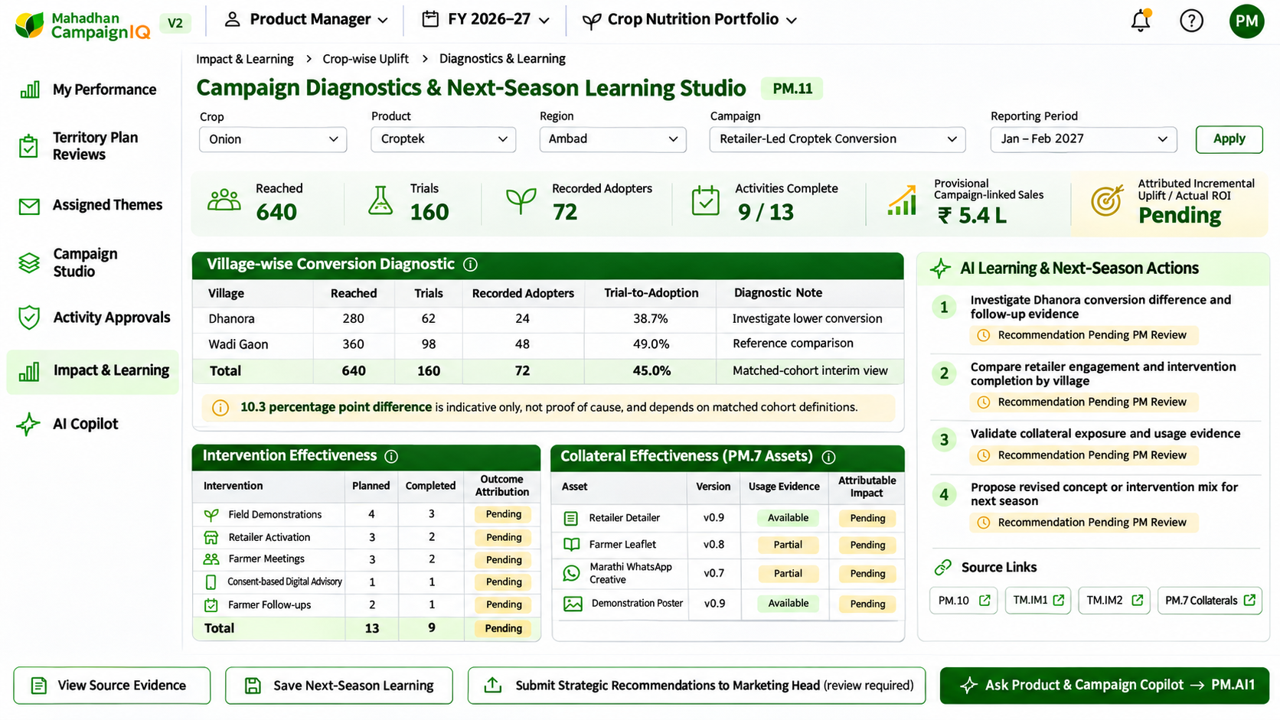 Mahadhan
CampaignIQ V2
Product Manager
FY 2026–27
Crop Nutrition Portfolio
PM
My Performance
Territory Plan
Reviews
Assigned Themes
Campaign
Studio
Activity Approvals
Impact & Learning
AI Copilot
Impact & Learning > Crop-wise Uplift > Diagnostics & Learning
Campaign Diagnostics & Next-Season Learning Studio PM.11
Crop Product Region Campaign Reporting Period
Onion Croptek Ambad Retailer-Led Croptek Conversion Jan – Feb 2027 Apply
Reached
640
Trials
160
Recorded Adopters
72
Activities Complete
9 / 13
Provisional
Campaign-linked Sales
₹ 5.4 L
Attributed Incremental
Uplift / Actual ROI
Pending
Village-wise Conversion Diagnostic
Village Reached Trials Recorded Adopters Trial-to-Adoption Diagnostic Note
Dhanora 280 62 24 38.7% Investigate lower conversion
Wadi Gaon 360 98 48 49.0% Reference comparison
Total 640 160 72 45.0% Matched-cohort interim view
10.3 percentage point difference is indicative only, not proof of cause, and depends on matched cohort definitions.
Intervention Effectiveness
Intervention Planned Completed Outcome
Attribution
Field Demonstrations 4 3 Pending
Retailer Activation 3 2 Pending
Farmer Meetings 3 2 Pending
Consent-based Digital Advisory 1 1 Pending
Farmer Follow-ups 2 1 Pending
Total 13 9 Pending
Collateral Effectiveness (PM.7 Assets)
Asset Version Usage Evidence Attributable
Impact
Retailer Detailer v0.9 Available Pending
Farmer Leaflet v0.8 Partial Pending
Marathi WhatsApp
Creative v0.7 Partial Pending
Demonstration Poster v0.9 Available Pending
AI Learning & Next-Season Actions
1 Investigate Dhanora conversion difference and
follow-up evidence
Recommendation Pending PM Review
2 Compare retailer engagement and intervention
completion by village
Recommendation Pending PM Review
3 Validate collateral exposure and usage evidence
Recommendation Pending PM Review
4 Propose revised concept or intervention mix for
next season
Recommendation Pending PM Review
Source Links
PM.10 TM.IM1 TM.IM2 PM.7 Collaterals
View Source Evidence
Save Next-Season Learning
Submit Strategic Recommendations to Marketing Head (review required)
Ask Product & Campaign Copilot → PM.AI1